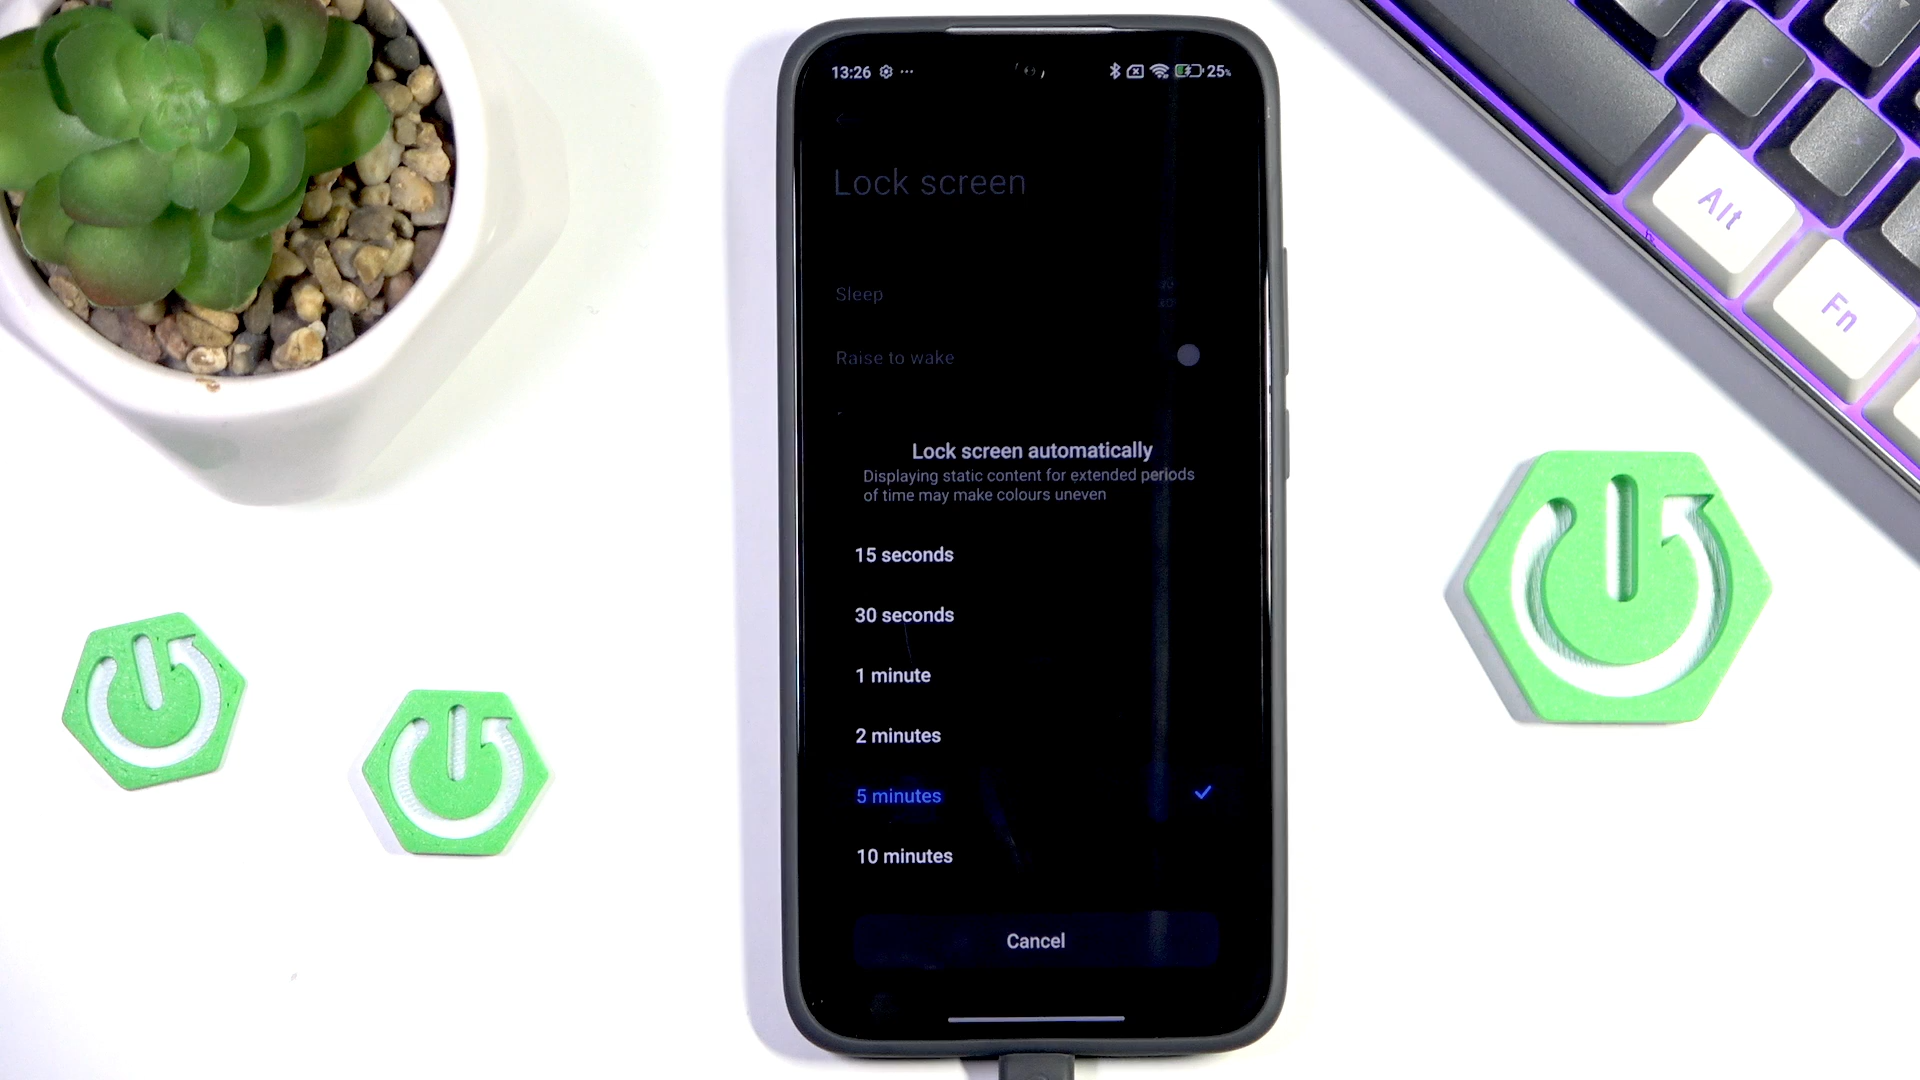 13:26
25%
Lock screen
Sleep
Raise to wake
Lock screen automatically
Displaying static content for extended periods
of time may make colours uneven
15 seconds
30 seconds
1 minute
2 minutes
5 minutes
10 minutes
Cancel
Alt
Fn